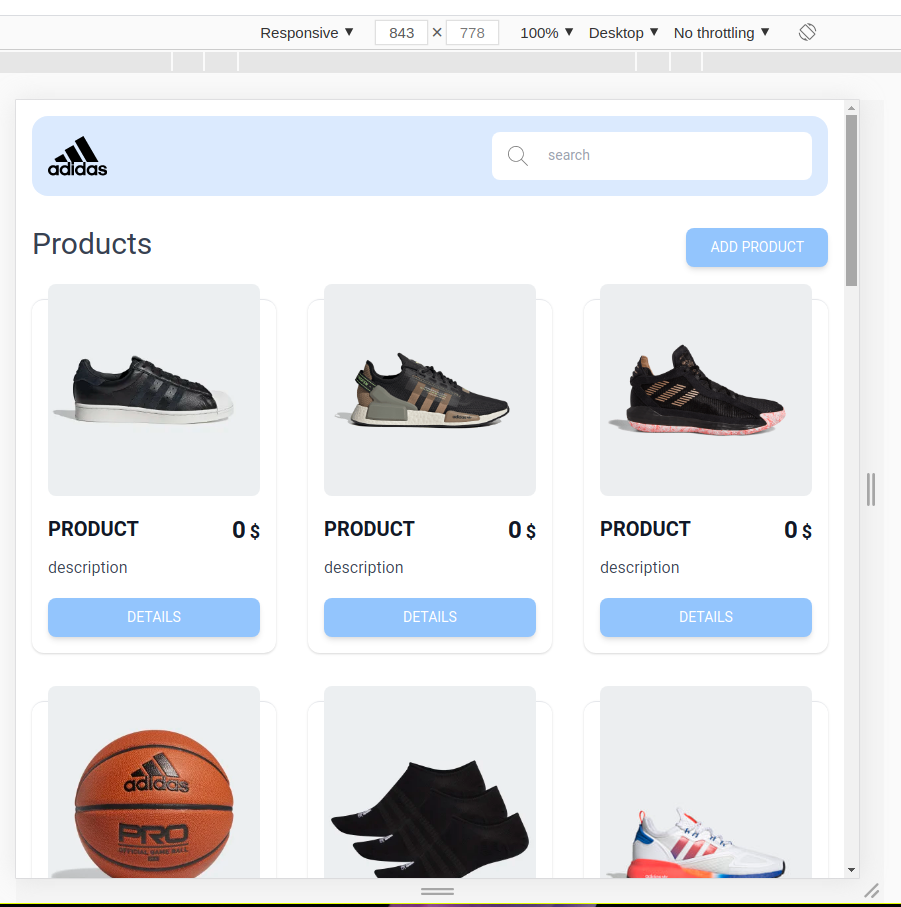 Responsive ▼ 843 × 778 100% ▼ Desktop ▼ No throttling ▼
adidas
search
Products
ADD PRODUCT
PRODUCT 0 $
description
DETAILS
PRODUCT 0 $
description
DETAILS
PRODUCT 0 $
description
DETAILS
adidas
PRO
OFFICIAL GAME BALL